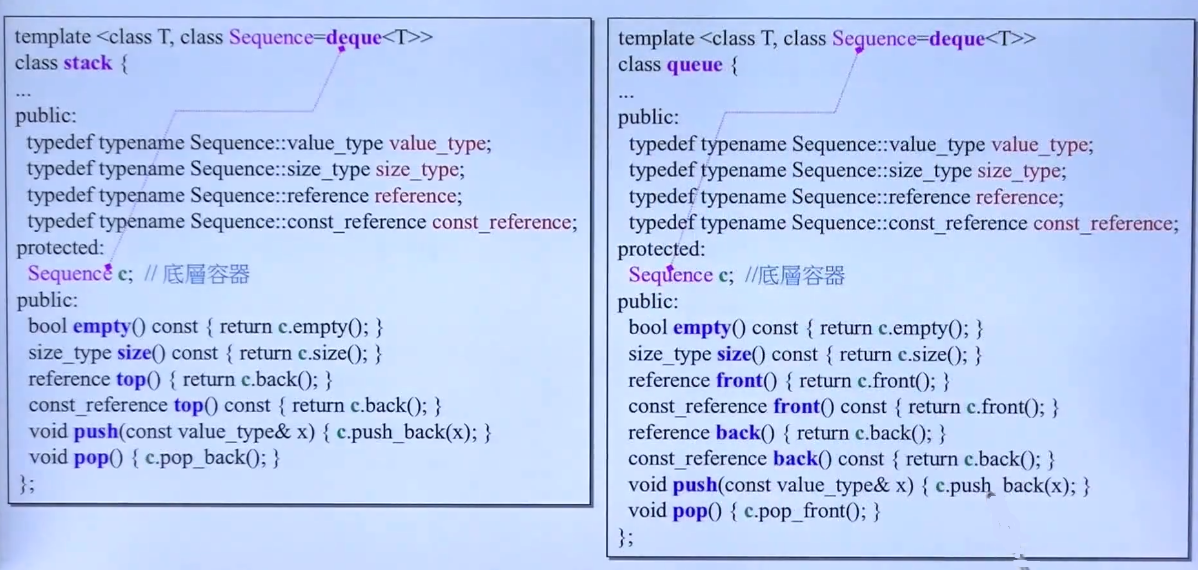 template <class T, class Sequence=deque<T>>
class stack {
...
public:
typedef typename Sequence::value_type value_type;
typedef typename Sequence::size_type size_type;
typedef typename Sequence::reference reference;
typedef typename Sequence::const_reference const_reference;
protected:
Sequence c; // 底層容器
public:
bool empty() const { return c.empty(); }
size_type size() const { return c.size(); }
reference top() { return c.back(); }
const_reference top() const { return c.back(); }
void push(const value_type& x) { c.push_back(x); }
void pop() { c.pop_back(); }
};
template <class T, class Sequence=deque<T>>
class queue {
...
public:
typedef typename Sequence::value_type value_type;
typedef typename Sequence::size_type size_type;
typedef typename Sequence::reference reference;
typedef typename Sequence::const_reference const_reference;
protected:
Sequence c; //底層容器
public:
bool empty() const { return c.empty(); }
size_type size() const { return c.size(); }
reference front() { return c.front(); }
const_reference front() const { return c.front(); }
reference back() { return c.back(); }
const_reference back() const { return c.back(); }
void push(const value_type& x) { c.push_back(x); }
void pop() { c.pop_front(); }
};